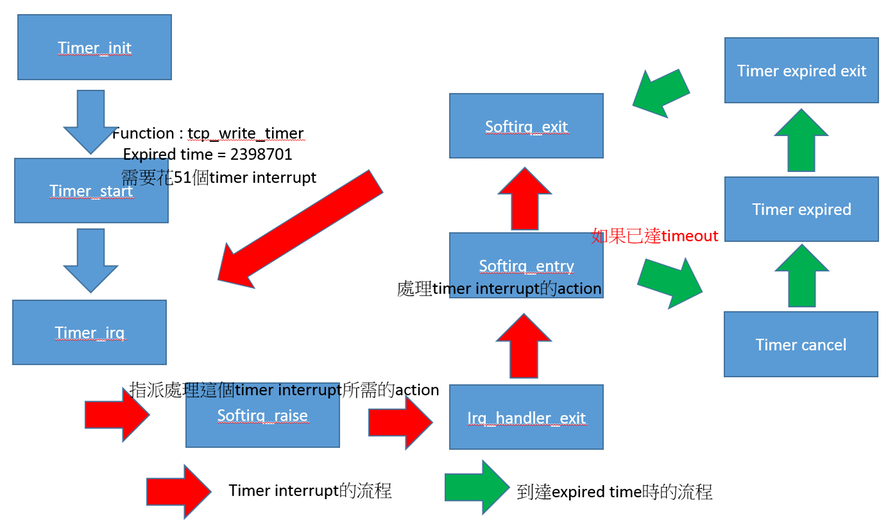 Timer_init
Function : tcp_write_timer
Expired time = 2398701
需要花51個timer interrupt
Timer_start
Timer_irq
指派處理這個timer interrupt所需的action
Softirq_raise
Irq_handler_exit
Softirq_entry
處理timer interrupt的action
Softirq_exit
如果已達timeout
Timer cancel
Timer expired
Timer expired exit
Timer interrupt的流程
到達expired time時的流程